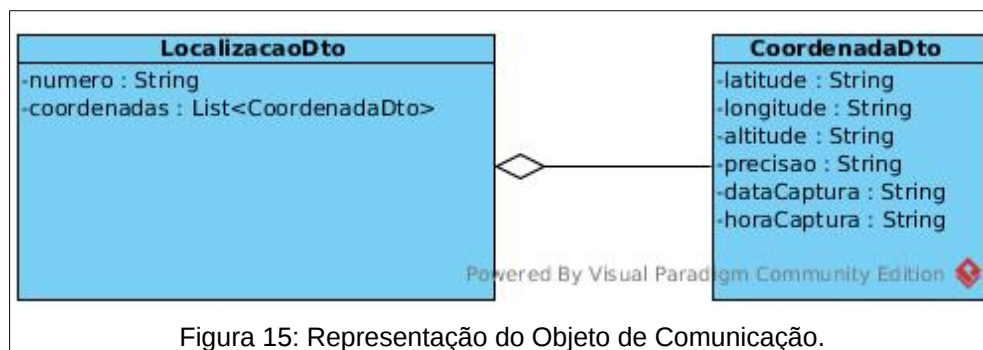 LocalizacaoDto
-numero : String
-coordenadas : List<CoordenadaDto>
CoordenadaDto
-latitude : String
-longitude : String
-altitude : String
-precisao : String
-dataCaptura : String
-horaCaptura : String
Powered By Visual Paradigm Community Edition
Figura 15: Representação do Objeto de Comunicação.